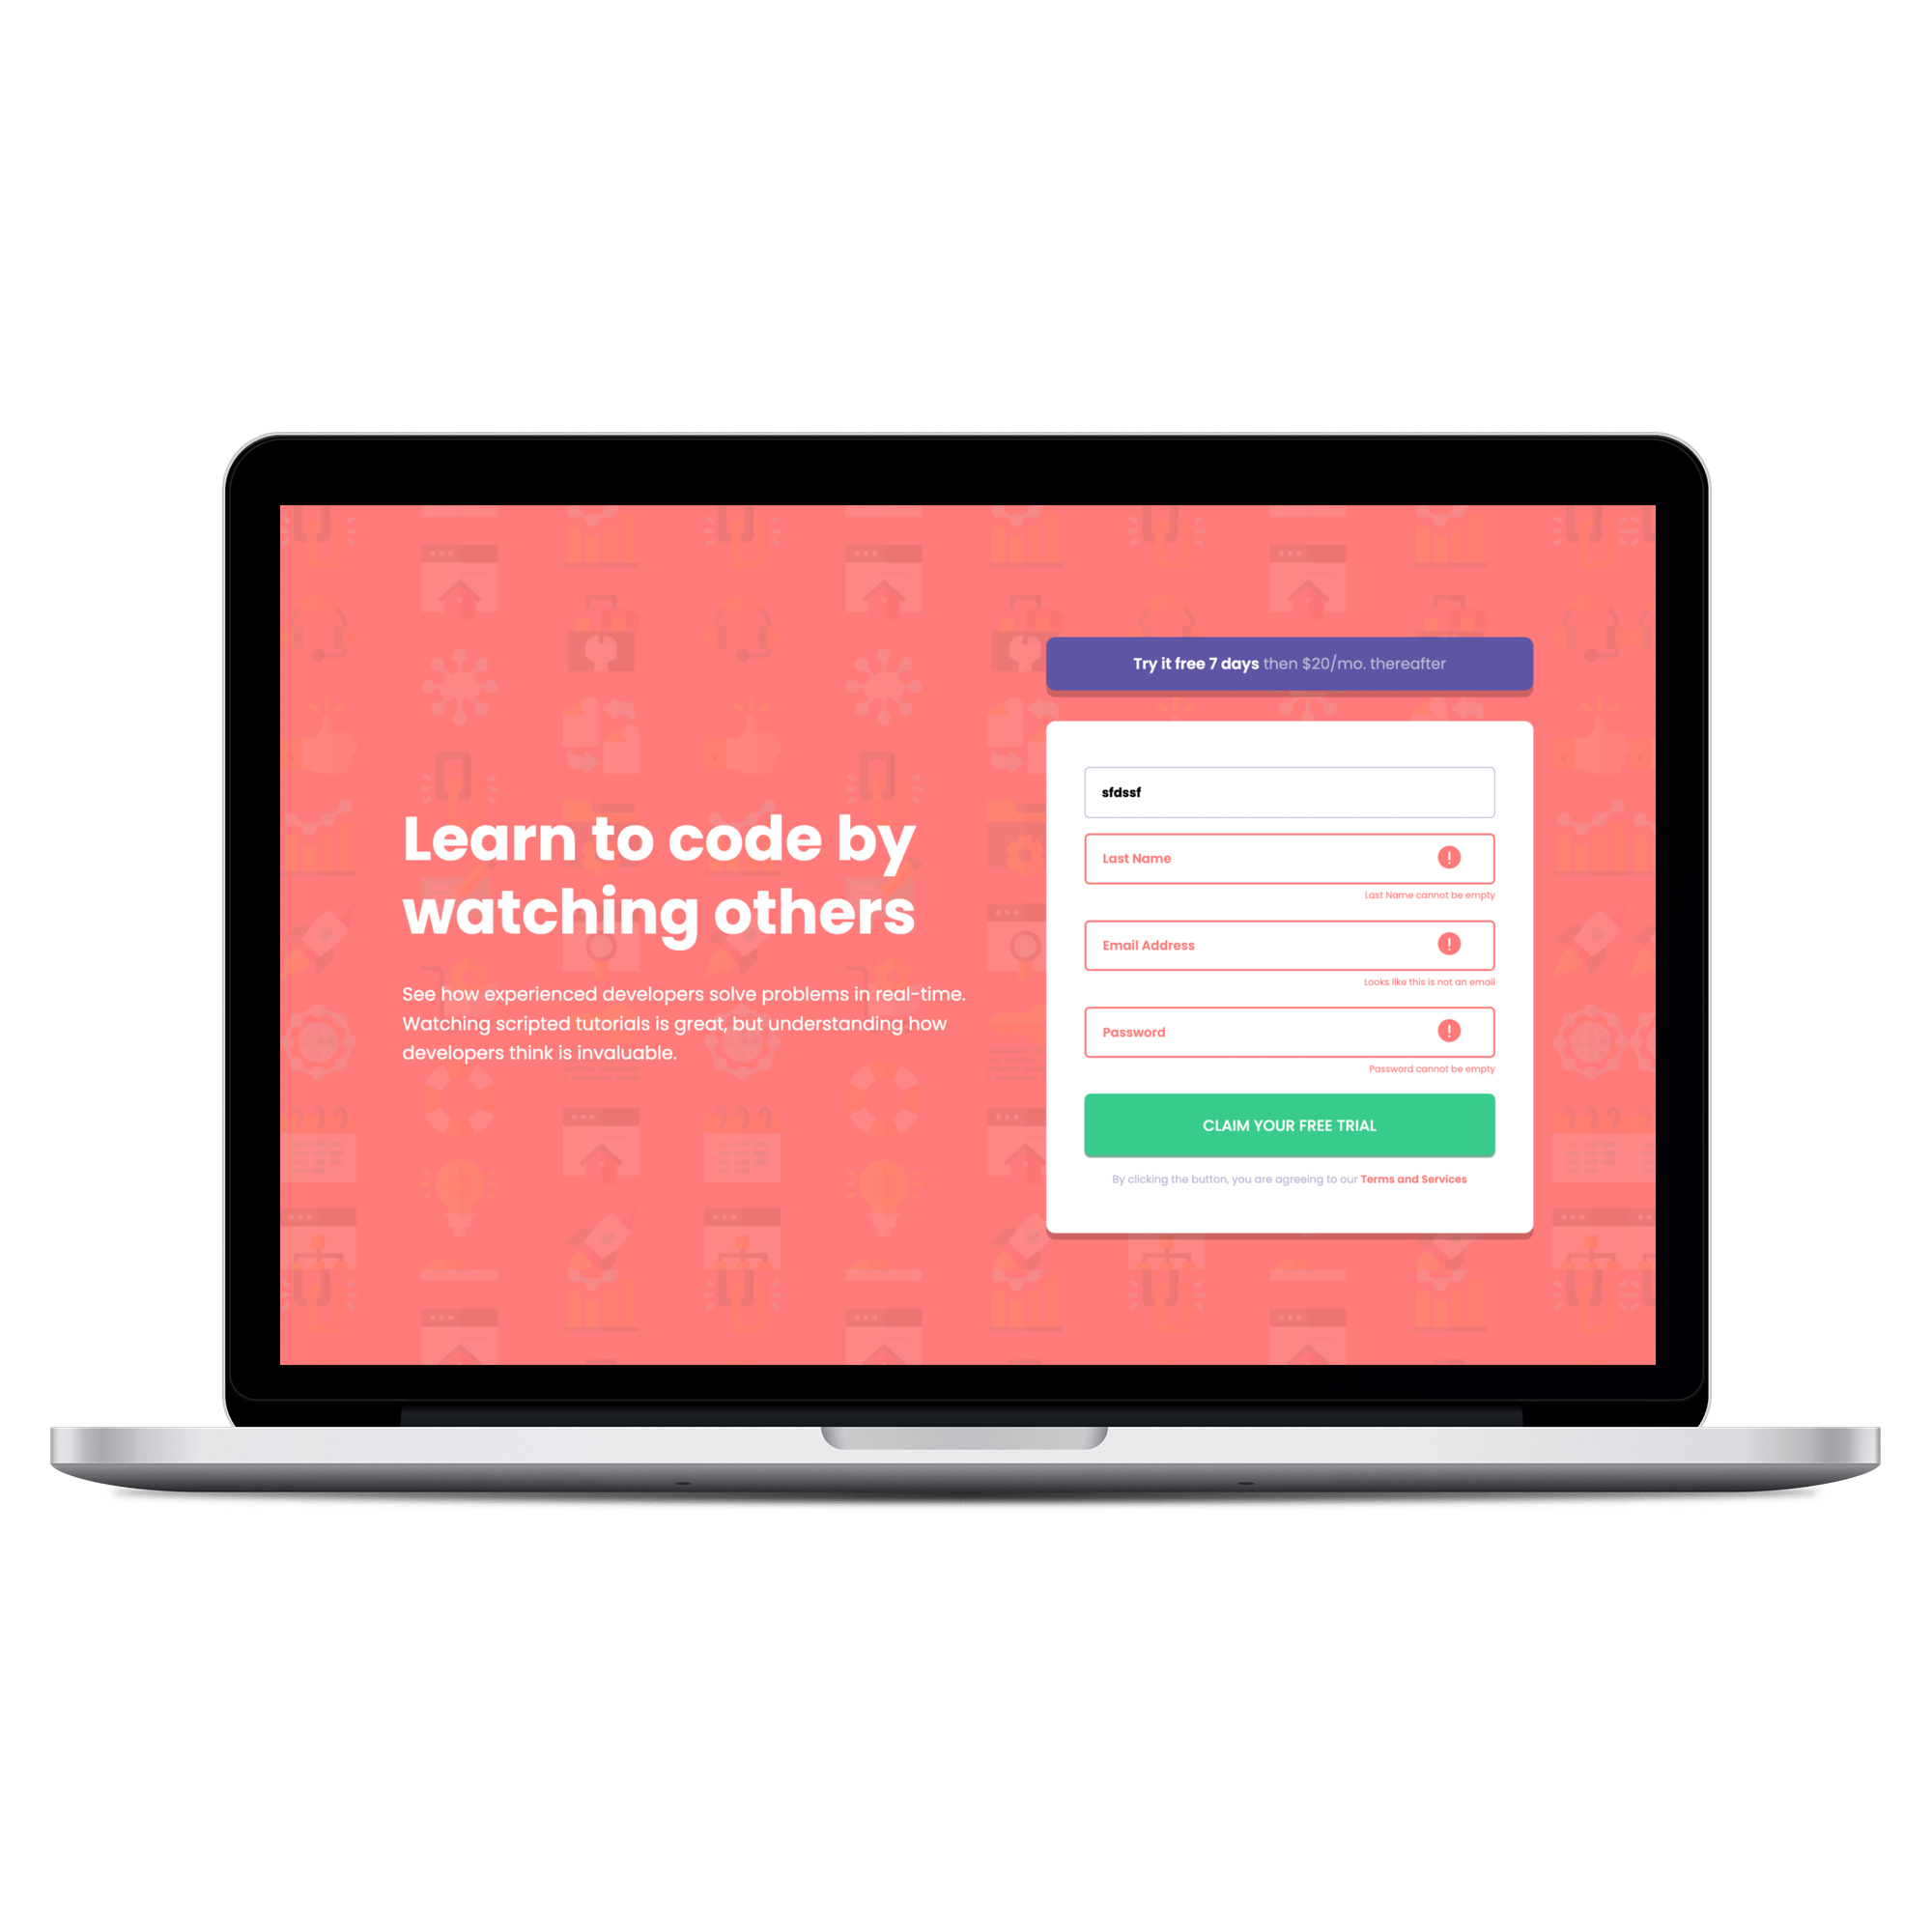 Learn to code by
watching others
See how experienced developers solve problems in real-time.
Watching scripted tutorials is great, but understanding how
developers think is invaluable.
Try it free 7 days then $20/mo. thereafter
sfdssf
Last Name
!
Last Name cannot be empty
Email Address
!
Looks like this is not an email
Password
!
Password cannot be empty
CLAIM YOUR FREE TRIAL
By clicking the button, you are agreeing to our Terms and Services